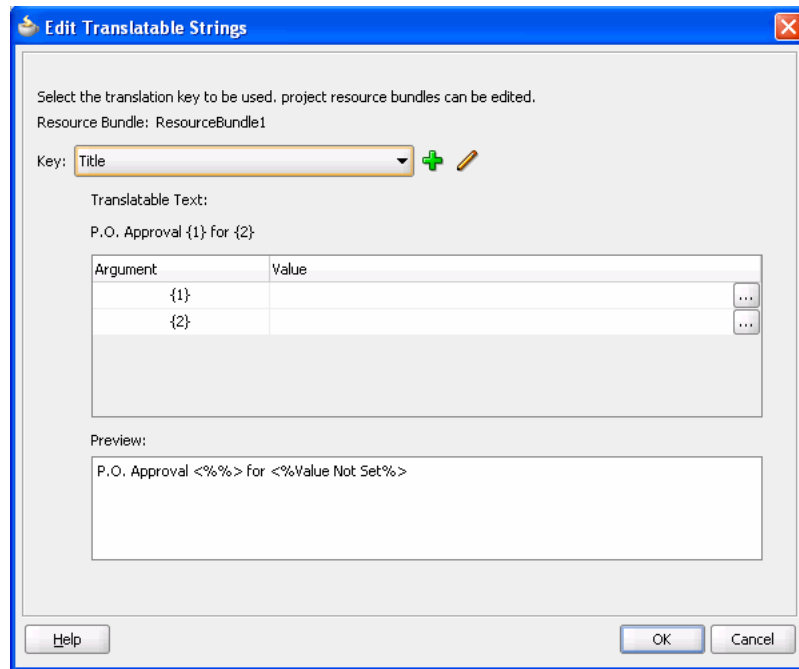 Edit Translatable Strings
Select the translation key to be used. project resource bundles can be edited.
Resource Bundle: ResourceBundle1
Key: Title
Translatable Text:
P.O. Approval {1} for {2}
Argument Value
{1} ...
{2} ...
Preview:
P.O. Approval <%%> for <%Value Not Set%>
Help OK Cancel